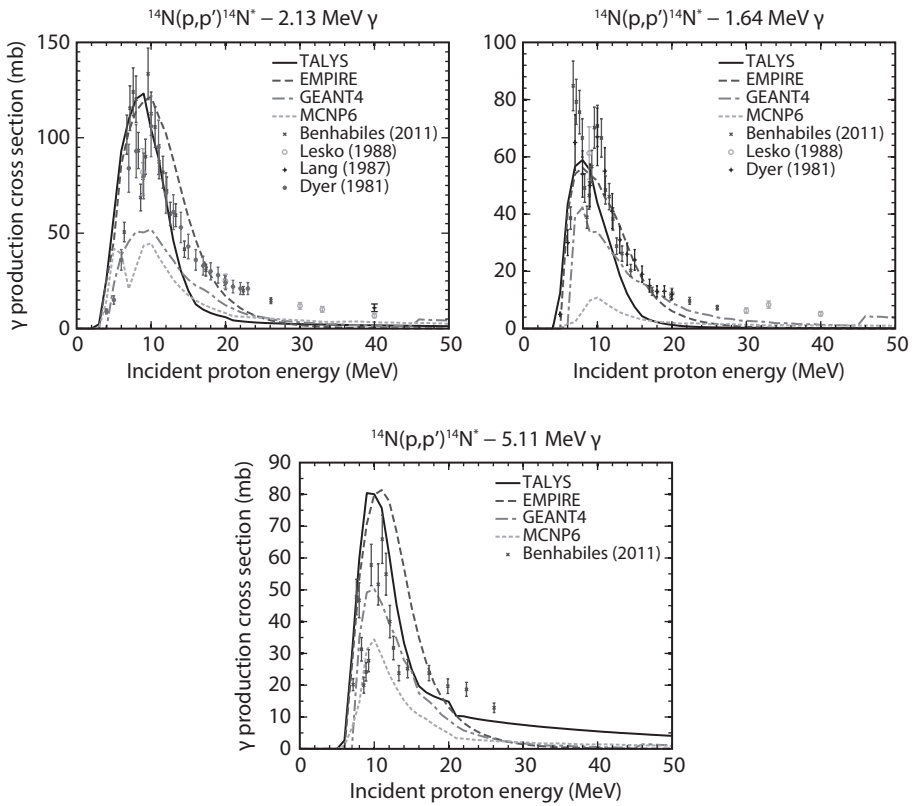 ¹⁴N(p,p’)¹⁴N* – 2.13 MeV γ
γ production cross section (mb)
150
100
50
0
0 10 20 30 40 50
Incident proton energy (MeV)
TALYS
EMPIRE
GEANT4
MCNP6
Benhabiles (2011)
Lesko (1988)
Lang (1987)
Dyer (1981)
¹⁴N(p,p’)¹⁴N* – 1.64 MeV γ
γ production cross section (mb)
100
80
60
40
20
0
0 10 20 30 40 50
Incident proton energy (MeV)
TALYS
EMPIRE
GEANT4
MCNP6
Benhabiles (2011)
Lesko (1988)
Dyer (1981)
¹⁴N(p,p’)¹⁴N* – 5.11 MeV γ
γ production cross section (mb)
90
80
70
60
50
40
30
20
10
0
0 10 20 30 40 50
Incident proton energy (MeV)
TALYS
EMPIRE
GEANT4
MCNP6
Benhabiles (2011)